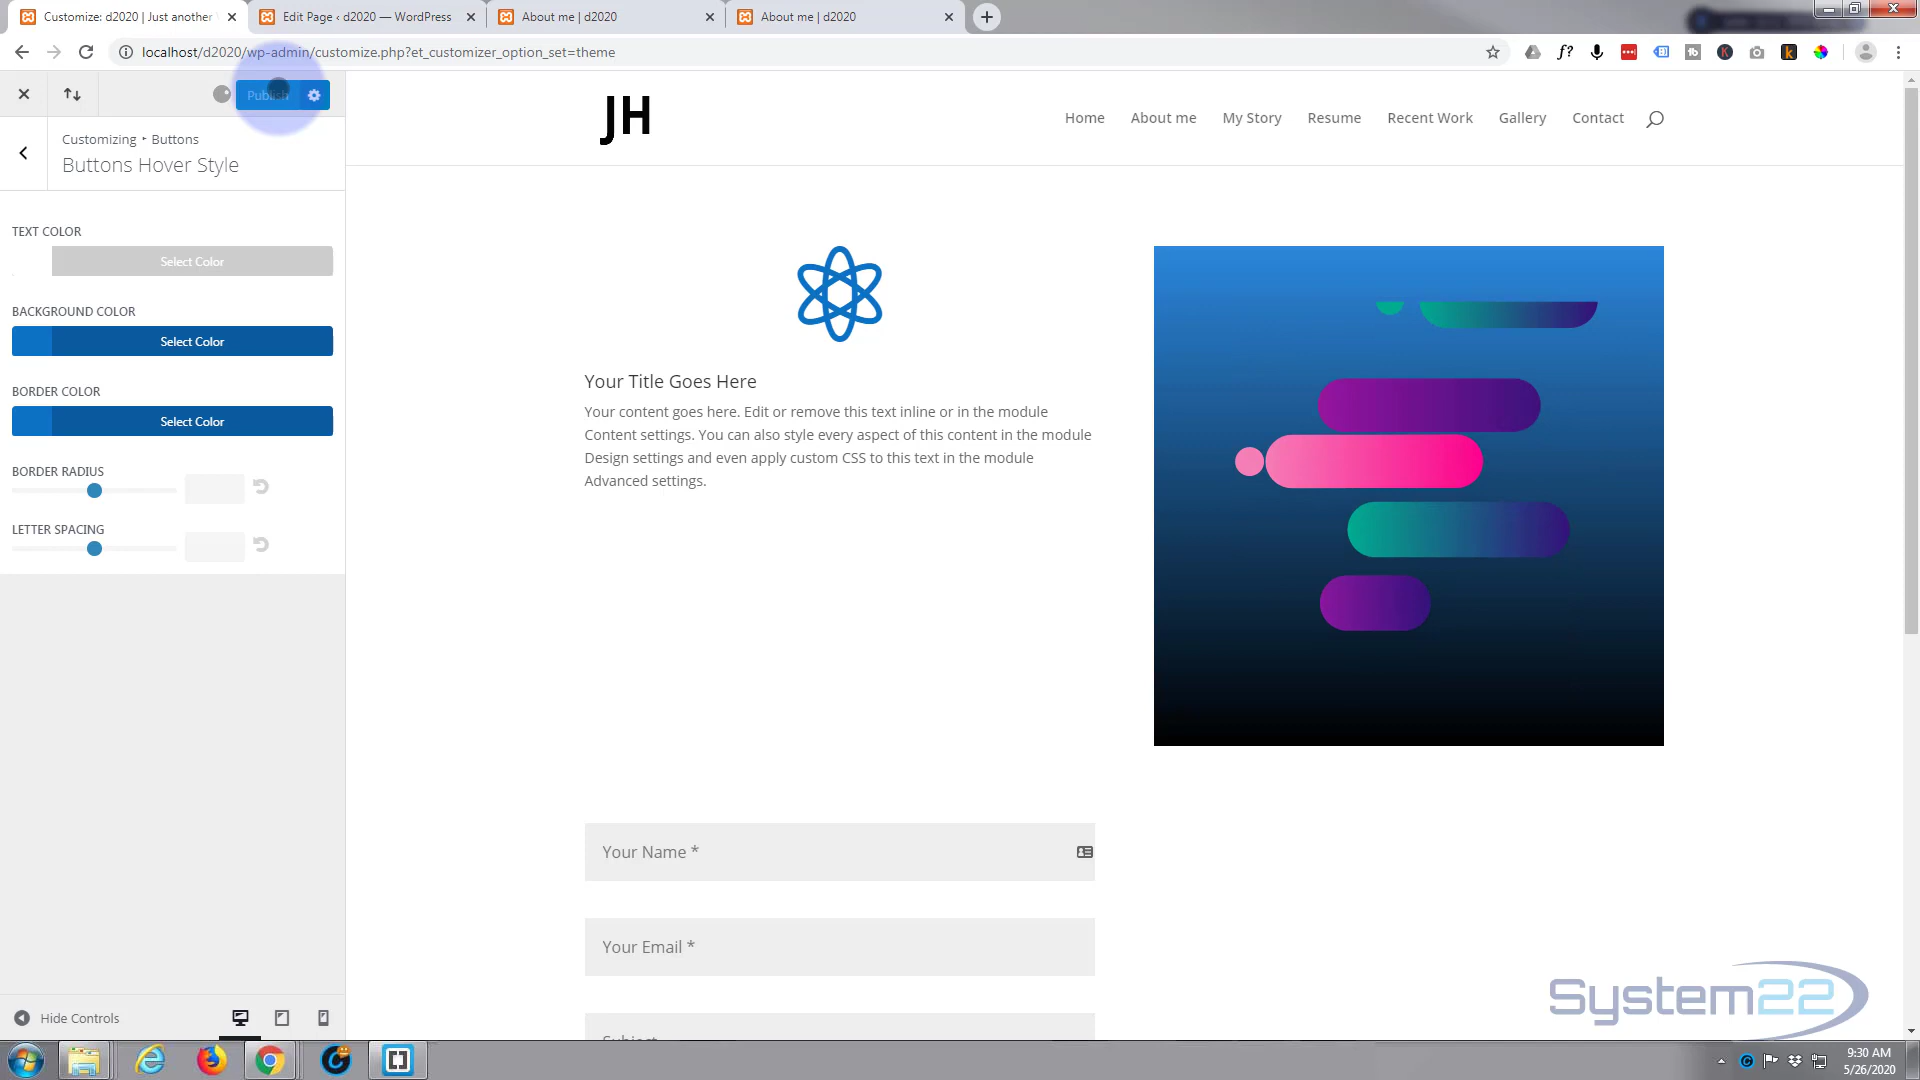 Customize: d2020 | Just another
Edit Page ‹ d2020 — WordPress
About me | d2020
About me | d2020
localhost/d2020/wp-admin/customize.php?et_customizer_option_set=theme
Publish
Customizing ▸ Buttons
Buttons Hover Style
TEXT COLOR
Select Color
BACKGROUND COLOR
Select Color
BORDER COLOR
Select Color
BORDER RADIUS
LETTER SPACING
Hide Controls
JH
Home
About me
My Story
Resume
Recent Work
Gallery
Contact
Your Title Goes Here
Your content goes here. Edit or remove this text inline or in the module
Content settings. You can also style every aspect of this content in the module
Design settings and even apply custom CSS to this text in the module
Advanced settings.
Your Name *
Your Email *
Subject
System22
9:30 AM
5/26/2020